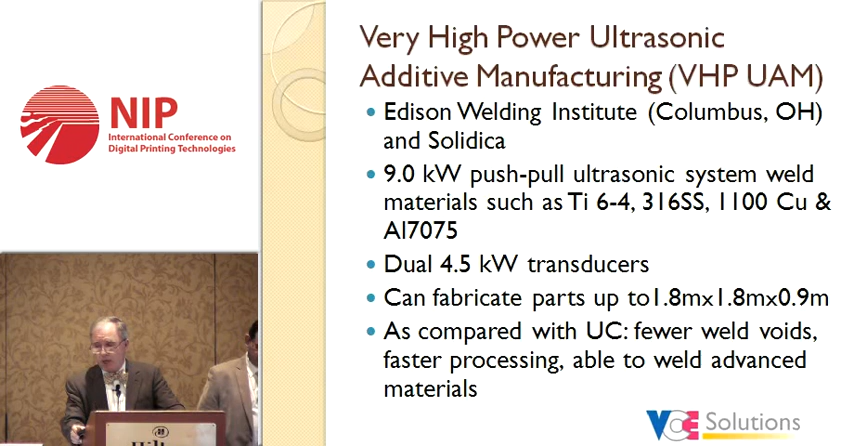 NIP
International Conference on
Digital Printing Technologies
Very High Power Ultrasonic
Additive Manufacturing (VHP UAM)
• Edison Welding Institute (Columbus, OH)
and Solidica
• 9.0 kW push-pull ultrasonic system weld
materials such as Ti 6-4, 316SS, 1100 Cu &
Al7075
• Dual 4.5 kW transducers
• Can fabricate parts up to1.8mx1.8mx0.9m
• As compared with UC: fewer weld voids,
faster processing, able to weld advanced
materials
VCE Solutions